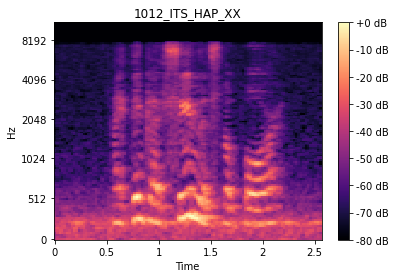 1012_ITS_HAP_XX
Hz
8192
4096
2048
1024
512
0
0
0.5
1
1.5
2
2.5
Time
+0 dB
-10 dB
-20 dB
-30 dB
-40 dB
-50 dB
-60 dB
-70 dB
-80 dB